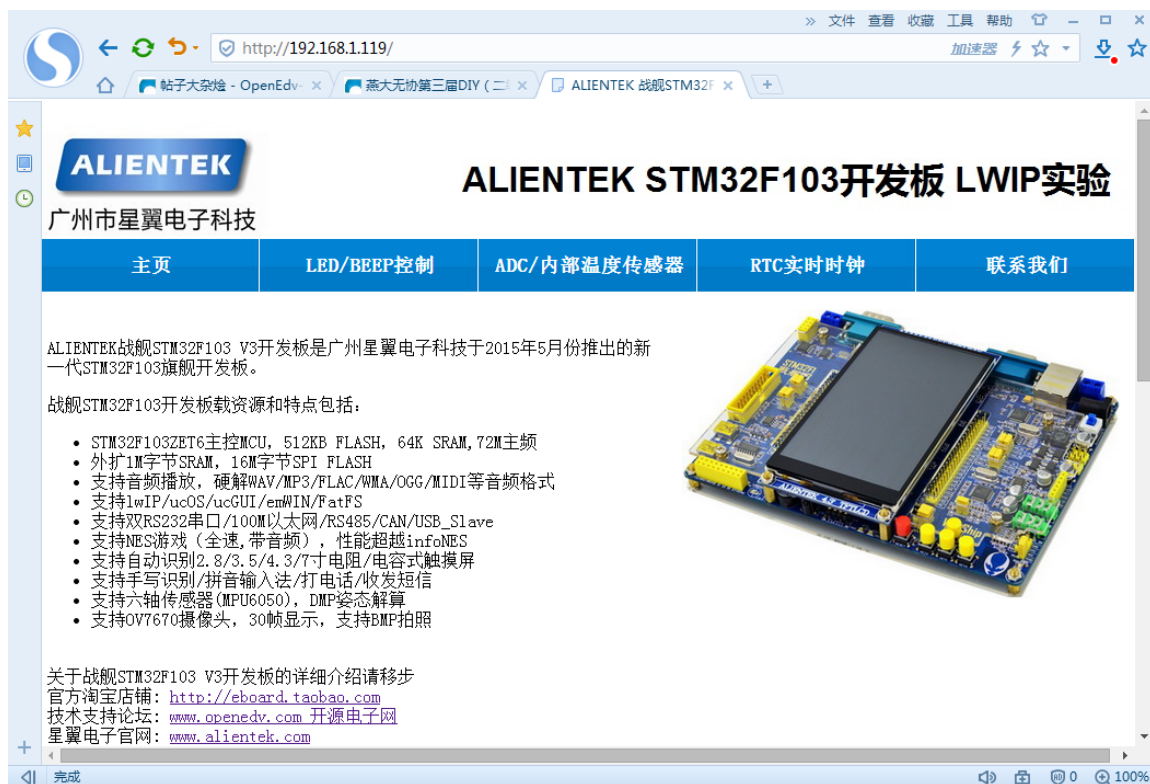 » 文件 查看 收藏 工具 帮助
http://192.168.1.119/ 加速器
帖子大杂烩 - OpenEdv- × 燕大无协第三届DIY（二 × ALIENTEK 战舰STM32F ×
ALIENTEK
广州市星翼电子科技
ALIENTEK STM32F103开发板 LWIP实验
主页 LED/BEEP控制 ADC/内部温度传感器 RTC实时时钟 联系我们
ALIENTEK战舰STM32F103 V3开发板是广州星翼电子科技于2015年5月份推出的新
一代STM32F103旗舰开发板。
战舰STM32F103开发板载资源和特点包括:
• STM32F103ZET6主控MCU, 512KB FLASH, 64K SRAM,72M主频
• 外扩1M字节SRAM, 16M字节SPI FLASH
• 支持音频播放, 硬解WAV/MP3/FLAC/WMA/OGG/MIDI等音频格式
• 支持lwIP/ucOS/ucGUI/emWIN/FatFS
• 支持双RS232串口/100M以太网/RS485/CAN/USB_Slave
• 支持NES游戏（全速,带音频）, 性能超越infoNES
• 支持自动识别2.8/3.5/4.3/7寸电阻/电容式触摸屏
• 支持手写识别/拼音输入法/打电话/收发短信
• 支持六轴传感器(MPU6050), DMP姿态解算
• 支持OV7670摄像头, 30帧显示, 支持BMP拍照
关于战舰STM32F103 V3开发板的详细介绍请移步
官方淘宝店铺: http://eboard.taobao.com
技术支持论坛: www.openedv.com 开源电子网
星翼电子官网: www.alientek.com
完成 0 100%